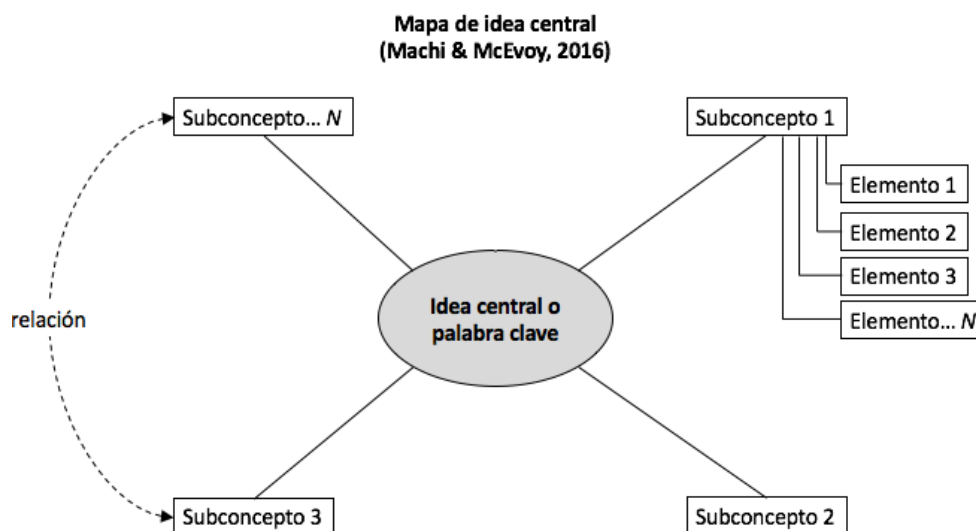 Mapa de idea central
(Machi & McEvoy, 2016)
Subconcepto... N
Subconcepto 1
Elemento 1
Elemento 2
Elemento 3
Elemento... N
Idea central o
palabra clave
relación
Subconcepto 3
Subconcepto 2